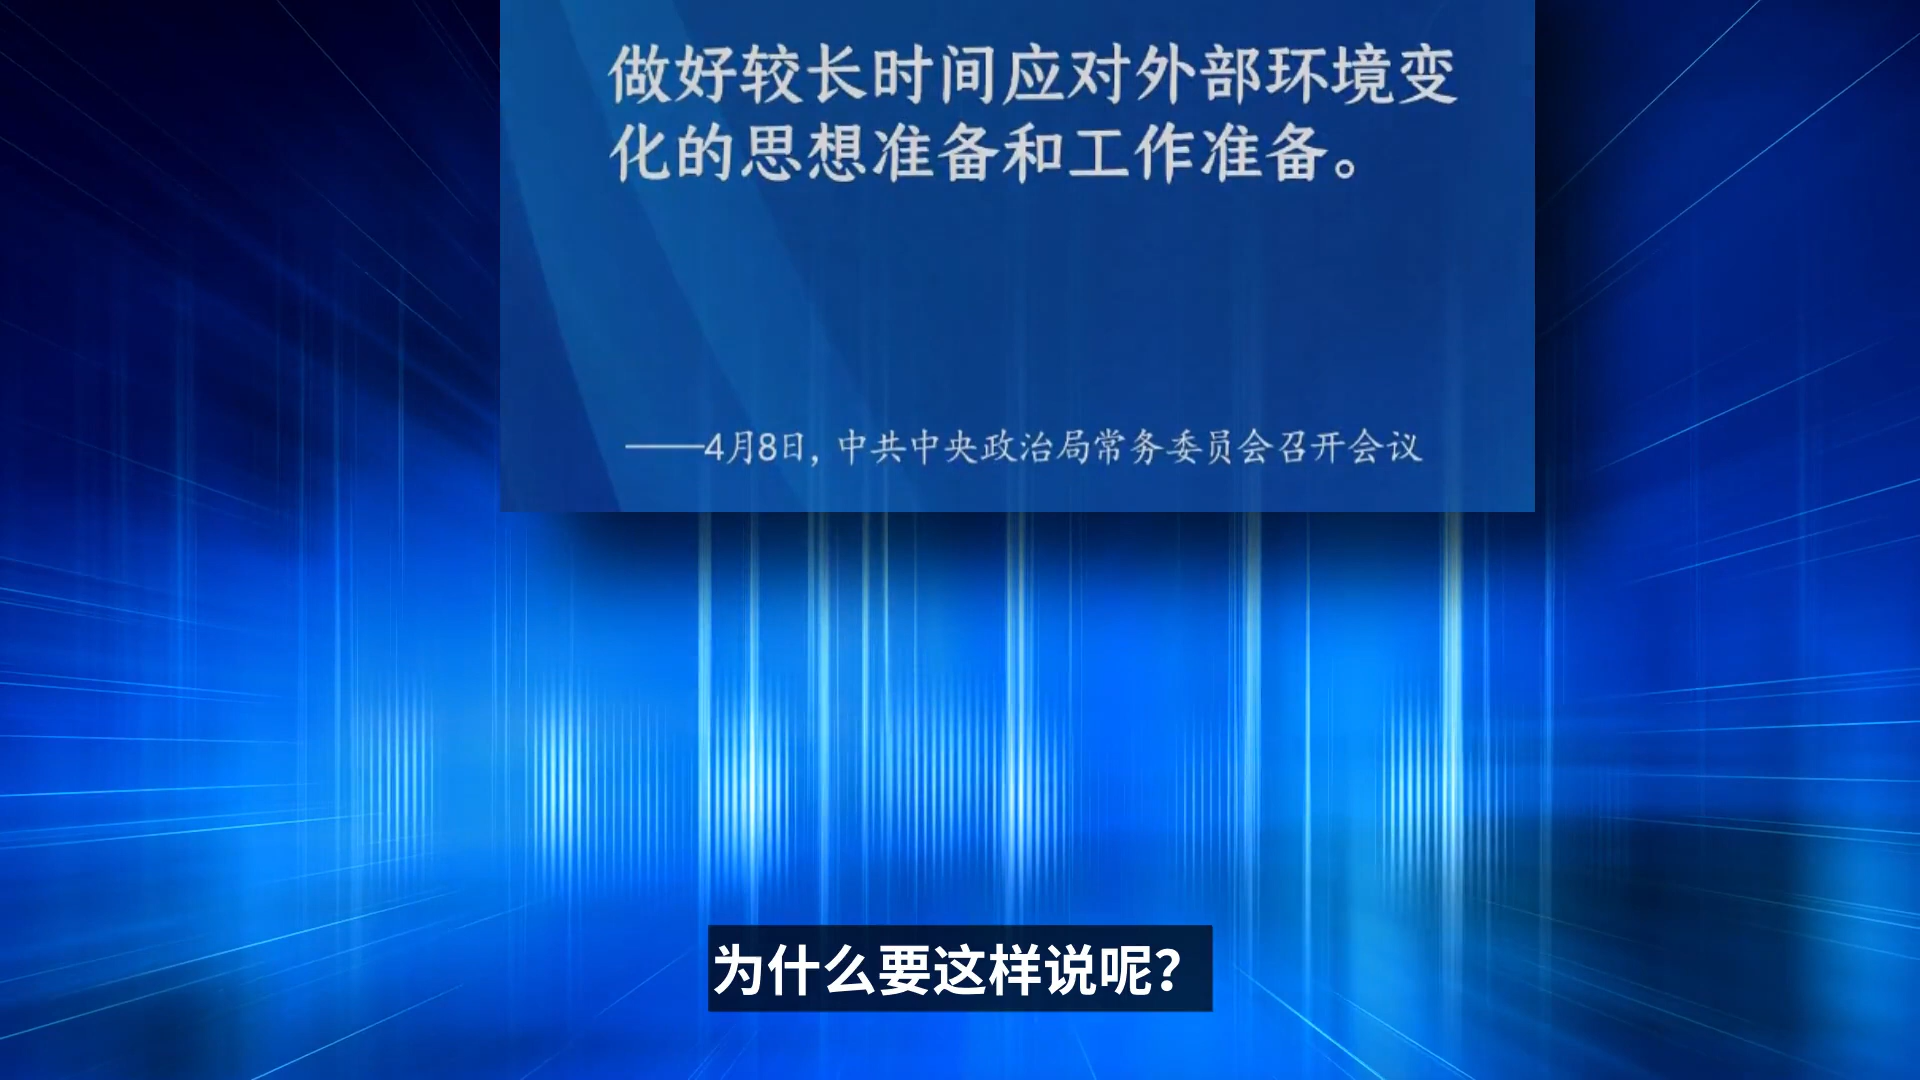 做好较长时间应对外部环境变
化的思想准备和工作准备。
——4月8日，中共中央政治局常务委员会召开会议
为什么要这样说呢？